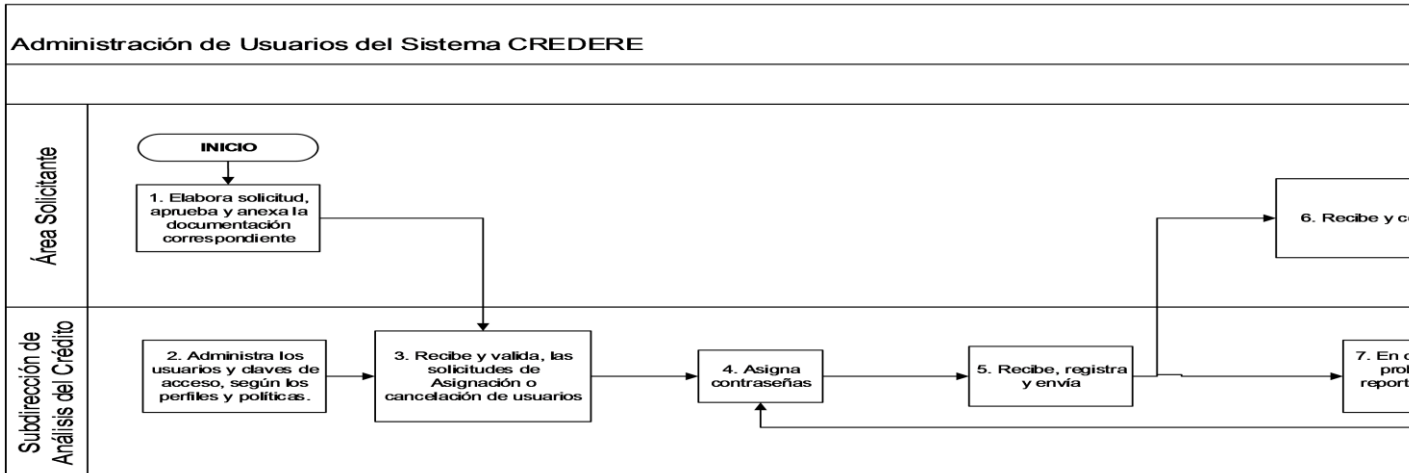 Administración de Usuarios del Sistema CREDERE
Área Solicitante
INICIO
1. Elabora solicitud,
aprueba y anexa la
documentación
correspondiente
6. Recibe y c
Subdirección de
Análisis del Crédito
2. Administra los
usuarios y claves de
acceso, según los
perfiles y políticas.
3. Recibe y valida, las
solicitudes de
Asignación o
cancelación de usuarios
4. Asigna
contraseñas
5. Recibe, registra
y envía
7. En
prob
report